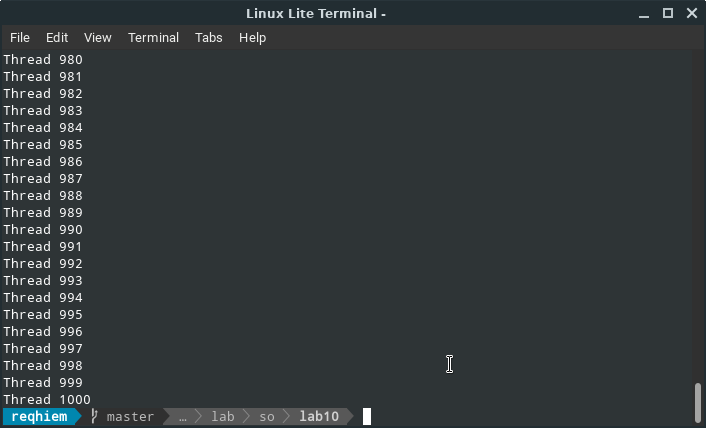 Linux Lite Terminal -
File Edit View Terminal Tabs Help
Thread 980
Thread 981
Thread 982
Thread 983
Thread 984
Thread 985
Thread 986
Thread 987
Thread 988
Thread 989
Thread 990
Thread 991
Thread 992
Thread 993
Thread 994
Thread 995
Thread 996
Thread 997
Thread 998
Thread 999
Thread 1000
reqhiem master … lab so lab10